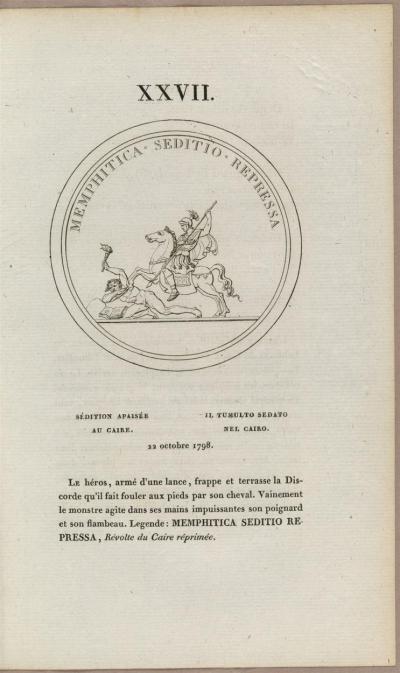 XXVII.
MEMPHITICA · SEDITIO · REPRESSA
SÉDITION APAISÉE
AU CAIRE.
IL TUMULTO SEDATO
NEL CAIRO.
22 octobre 1798.
LE héros, armé d'une lance, frappe et terrasse la Dis-
corde qu'il fait fouler aux pieds par son cheval. Vainement
le monstre agite dans ses mains impuissantes son poignard
et son flambeau. Legende : MEMPHITICA SEDITIO RE-
PRESSA, Révolte du Caire réprimée.